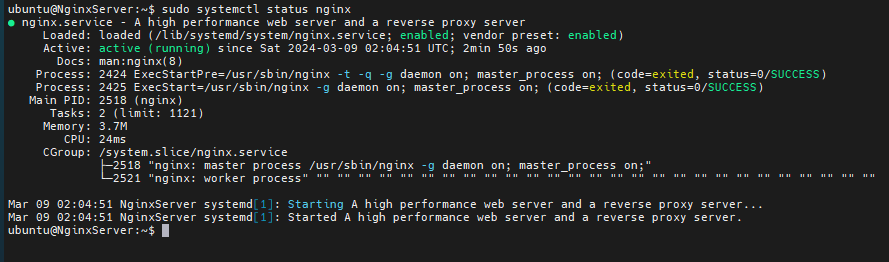 ubuntu@NginxServer:~$ sudo systemctl status nginx
● nginx.service - A high performance web server and a reverse proxy server
     Loaded: loaded (/lib/systemd/system/nginx.service; enabled; vendor preset: enabled)
     Active: active (running) since Sat 2024-03-09 02:04:51 UTC; 2min 50s ago
       Docs: man:nginx(8)
    Process: 2424 ExecStartPre=/usr/sbin/nginx -t -q -g daemon on; master_process on; (code=exited, status=0/SUCCESS)
    Process: 2425 ExecStart=/usr/sbin/nginx -g daemon on; master_process on; (code=exited, status=0/SUCCESS)
   Main PID: 2518 (nginx)
      Tasks: 2 (limit: 1121)
     Memory: 3.7M
        CPU: 24ms
     CGroup: /system.slice/nginx.service
             ├─2518 "nginx: master process /usr/sbin/nginx -g daemon on; master_process on;"
             └─2521 "nginx: worker process" "" "" "" "" "" "" "" "" "" "" "" "" "" "" "" "" "" "" "" "" "" "" "" "" "" "" ""

Mar 09 02:04:51 NginxServer systemd[1]: Starting A high performance web server and a reverse proxy server...
Mar 09 02:04:51 NginxServer systemd[1]: Started A high performance web server and a reverse proxy server.
ubuntu@NginxServer:~$